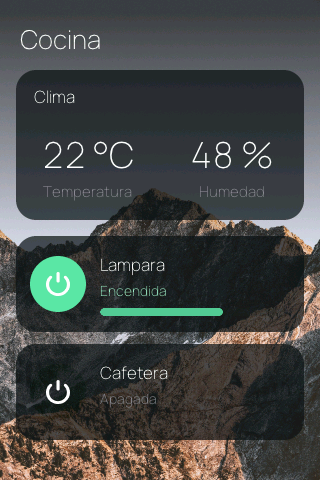 Cocina
Clima
22 °C
48 %
Temperatura
Humedad
Lampara
Encendida
Cafetera
Apagada